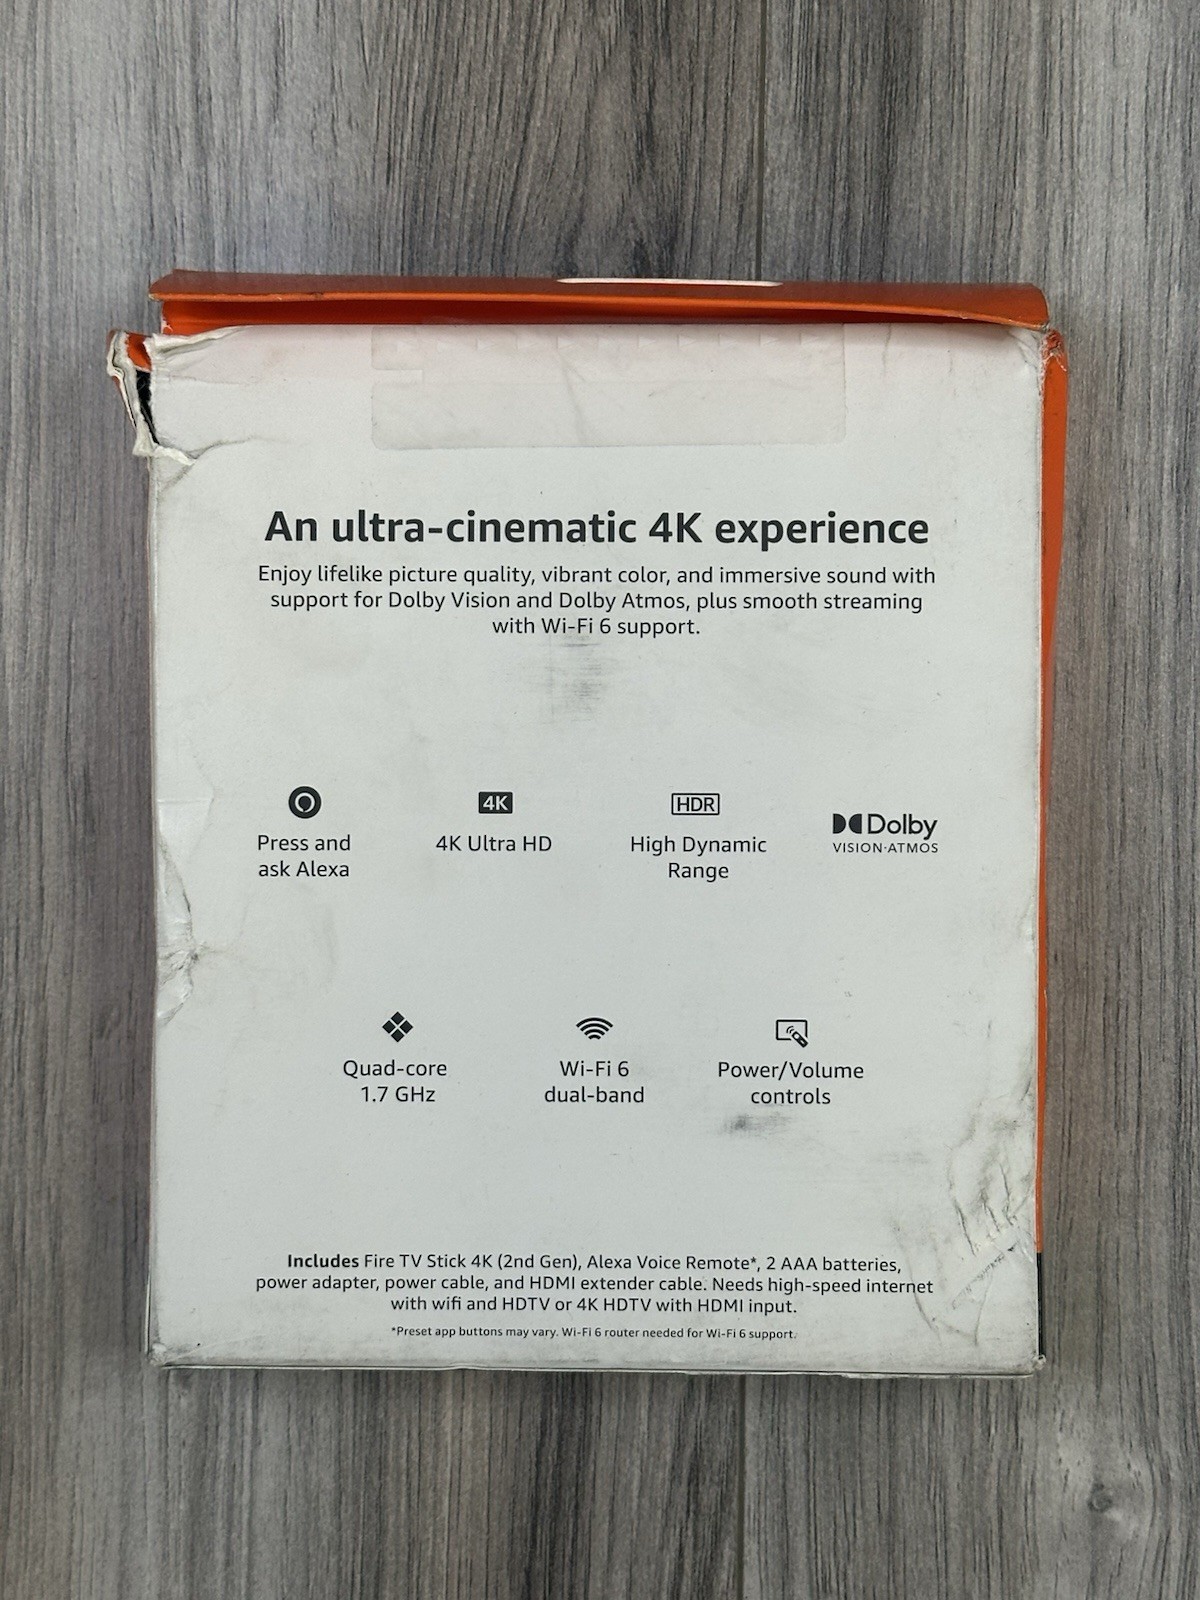 An ultra-cinematic 4K experience
Enjoy lifelike picture quality, vibrant color, and immersive sound with
support for Dolby Vision and Dolby Atmos, plus smooth streaming
with Wi-Fi 6 support.
Press and
ask Alexa
4K
4K Ultra HD
HDR
High Dynamic
Range
Dolby
VISION·ATMOS
Quad-core
1.7 GHz
Wi-Fi 6
dual-band
Power/Volume
controls
Includes Fire TV Stick 4K (2nd Gen), Alexa Voice Remote*, 2 AAA batteries,
power adapter, power cable, and HDMI extender cable. Needs high-speed internet
with wifi and HDTV or 4K HDTV with HDMI input.
*Preset app buttons may vary. Wi-Fi 6 router needed for Wi-Fi 6 support.